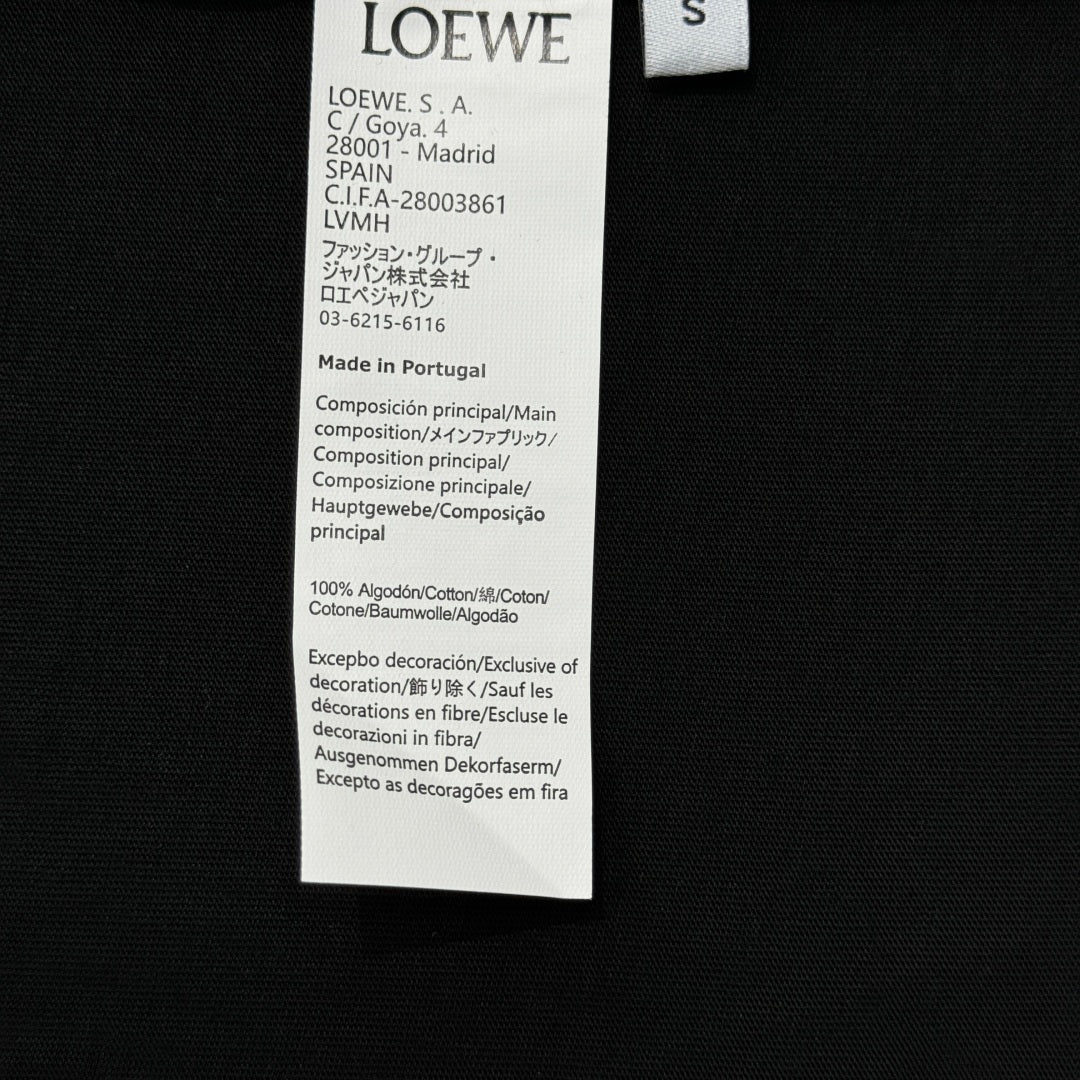 LOEWE
S
LOEWE. S . A.
C / Goya. 4
28001 - Madrid
SPAIN
C.I.F.A-28003861
LVMH
ファッション・グループ・
ジャパン株式会社
ロエペジャパン
03-6215-6116
Made in Portugal
Composición principal/Main
composition/メインファプリック/
Composition principal/
Composizione principale/
Hauptgewebe/Composição
principal
100% Algodón/Cotton/綿/Coton/
Cotone/Baumwolle/Algodão
Excepbo decoración/Exclusive of
decoration/飾り除く/Sauf les
décorations en fibre/Escluse le
decorazioni in fibra/
Ausgenommen Dekorfaserm/
Excepto as decoragões em fira